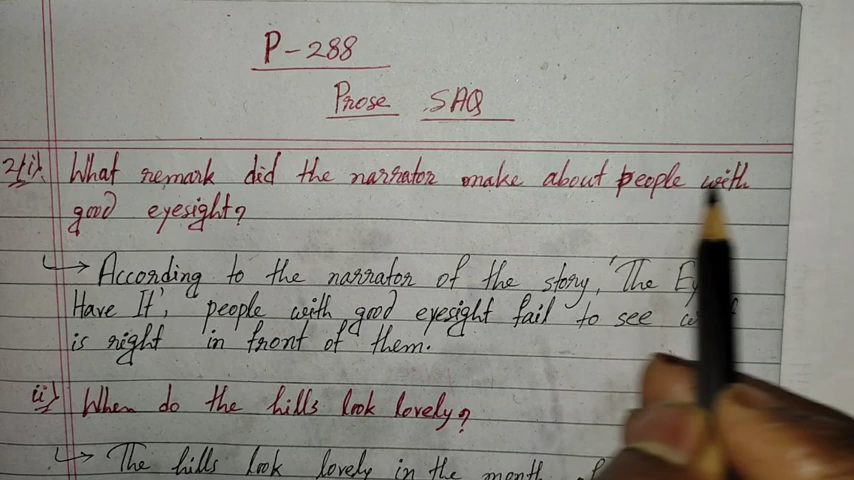 P-288
Prose SAQ
2) i) What remark did the narrator make about people with
good eyesight?
→ According to the narrator of the story, 'The
Have It', people with good eyesight fail to see
is right in front of them.
ii) When do the hills look lovely?
→ The hills look lovely in the month